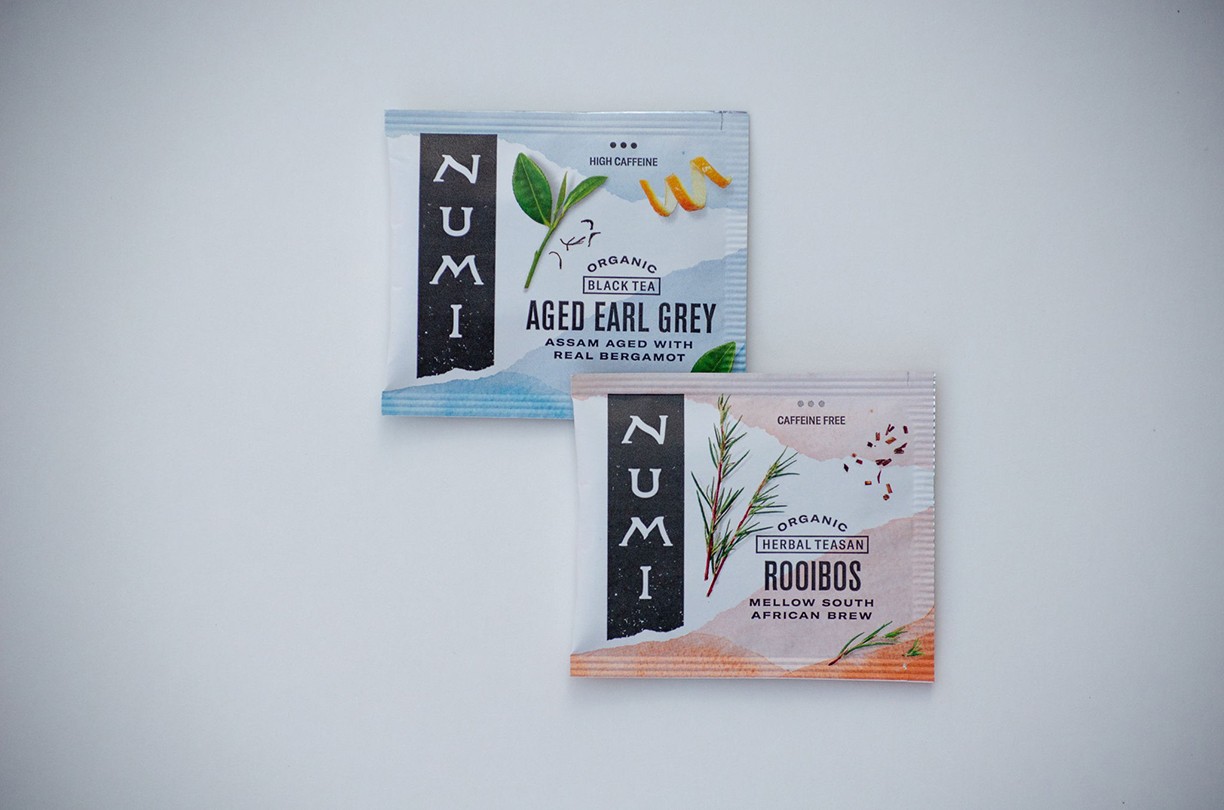 NUMI
HIGH CAFFEINE
ORGANIC
BLACK TEA
AGED EARL GREY
ASSAM AGED WITH
REAL BERGAMOT
NUMI
CAFFEINE FREE
ORGANIC
HERBAL TEASAN
ROOIBOS
MELLOW SOUTH
AFRICAN BREW